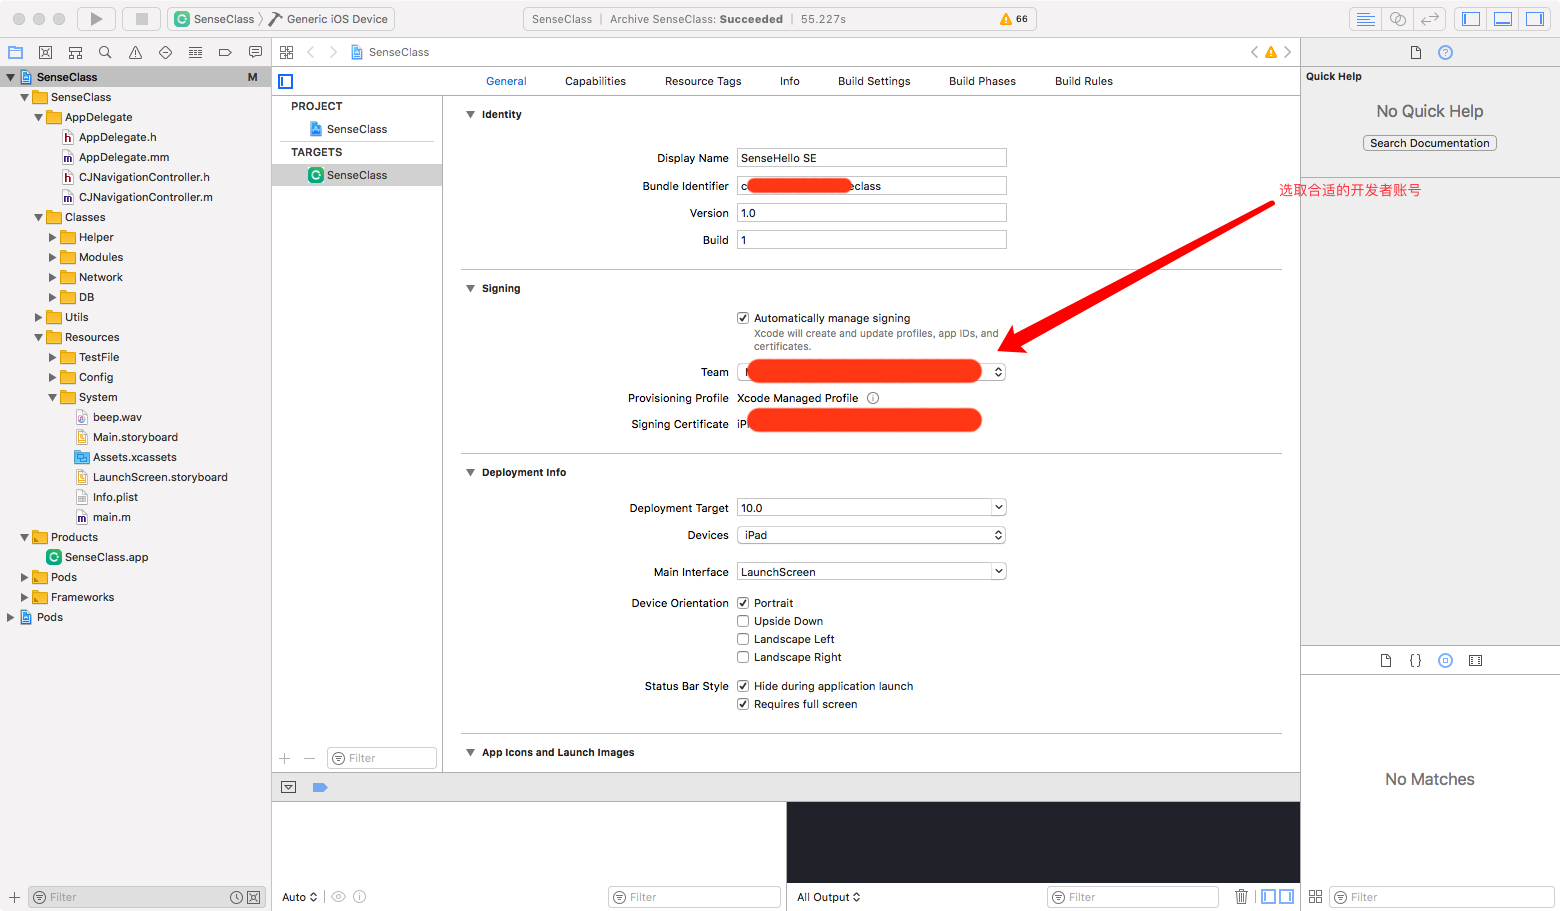 SenseClass
Generic iOS Device
SenseClass | Archive SenseClass: Succeeded | 55.227s
66
SenseClass M
SenseClass
AppDelegate
AppDelegate.h
AppDelegate.mm
CJNavigationController.h
CJNavigationController.m
Classes
Helper
Modules
Network
DB
Utils
Resources
TestFile
Config
System
beep.wav
Main.storyboard
Assets.xcassets
LaunchScreen.storyboard
Info.plist
main.m
Products
SenseClass.app
Pods
Frameworks
Pods
Filter
SenseClass
General Capabilities Resource Tags Info Build Settings Build Phases Build Rules
PROJECT
SenseClass
TARGETS
SenseClass
Filter
Identity
Display Name SenseHello SE
Bundle Identifier c eclass
Version 1.0
Build 1
Signing
Automatically manage signing
Xcode will create and update profiles, app IDs, and
certificates.
Team
Provisioning Profile Xcode Managed Profile
Signing Certificate iP
Deployment Info
Deployment Target 10.0
Devices iPad
Main Interface LaunchScreen
Device Orientation Portrait
Upside Down
Landscape Left
Landscape Right
Status Bar Style Hide during application launch
Requires full screen
App Icons and Launch Images
选取合适的开发者账号
Auto
Filter
All Output
Filter
Quick Help
No Quick Help
Search Documentation
No Matches
Filter